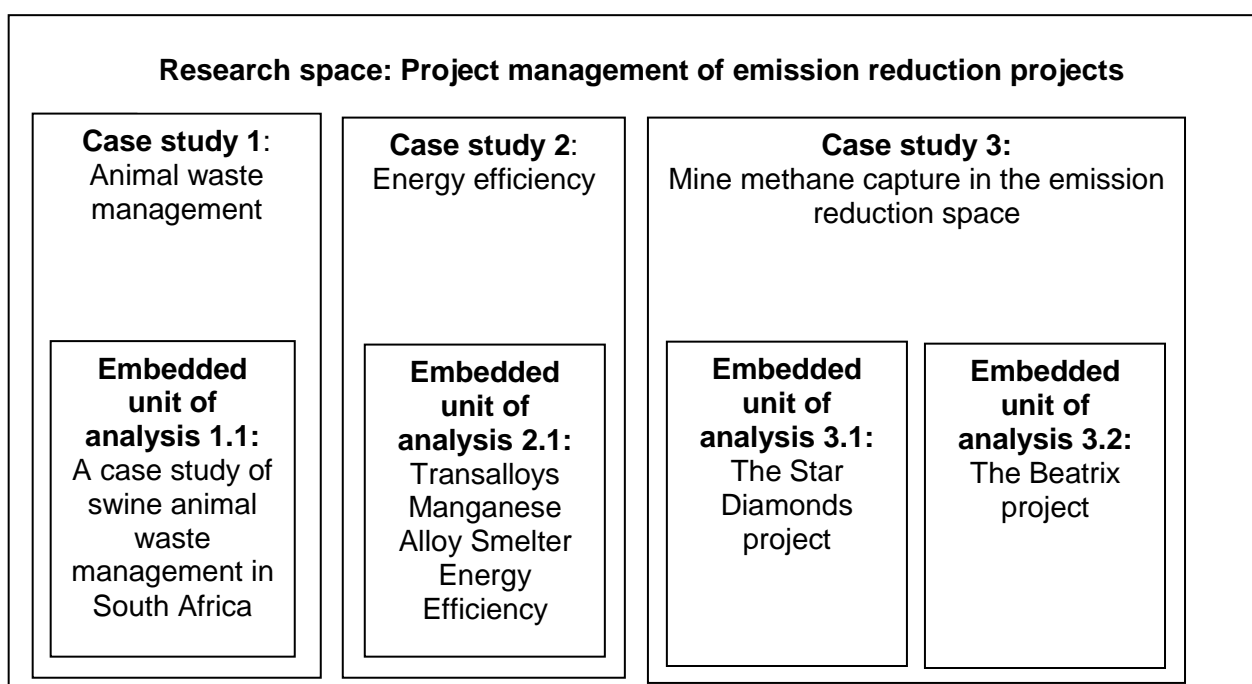 Research space: Project management of emission reduction projects
Case study 1:
Animal waste
management
Embedded
unit of
analysis 1.1:
A case study of
swine animal
waste
management in
South Africa
Case study 2:
Energy efficiency
Embedded
unit of
analysis 2.1:
Transalloys
Manganese
Alloy Smelter
Energy
Efficiency
Case study 3:
Mine methane capture in the emission
reduction space
Embedded
unit of
analysis 3.1:
The Star
Diamonds
project
Embedded
unit of
analysis 3.2:
The Beatrix
project